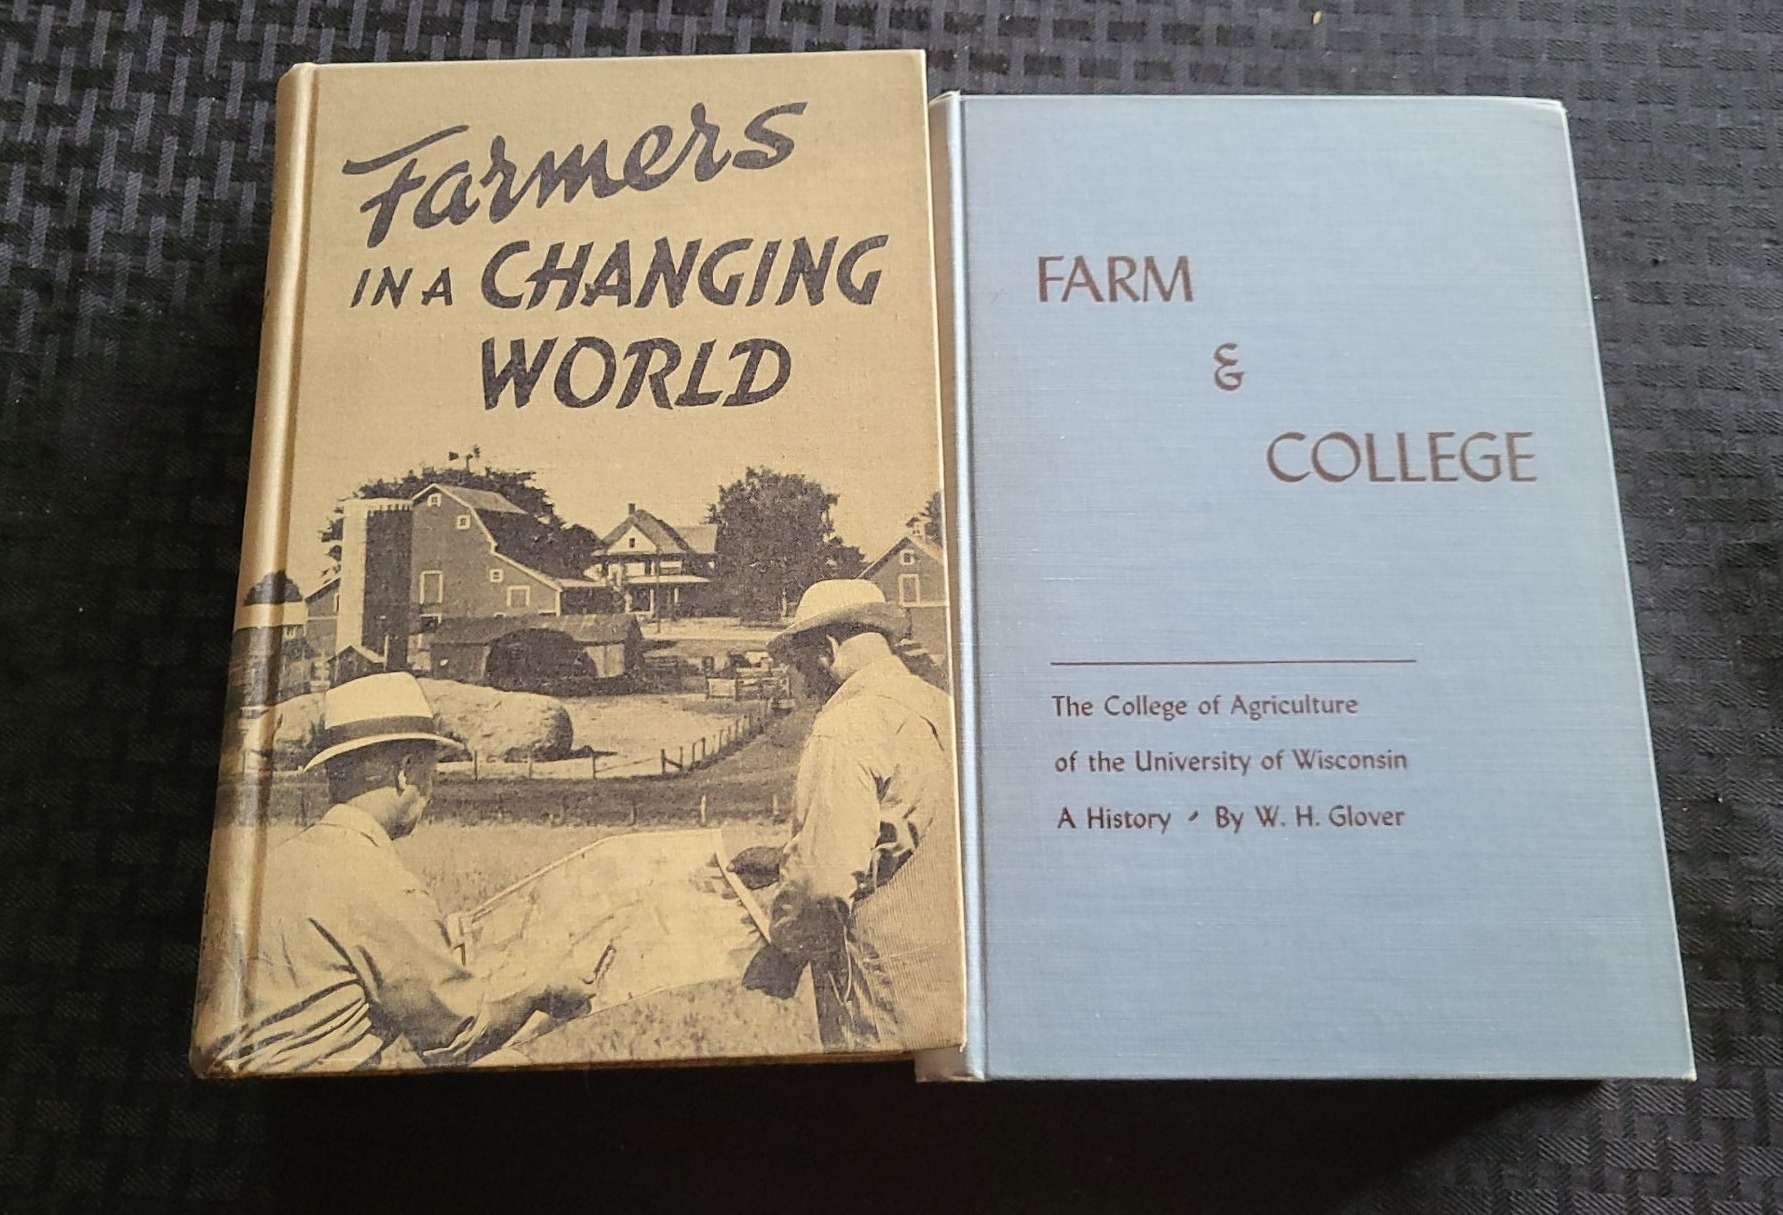 Farmers
IN A CHANGING
WORLD
FARM
&
COLLEGE
The College of Agriculture
of the University of Wisconsin
A History • By W. H. Glover